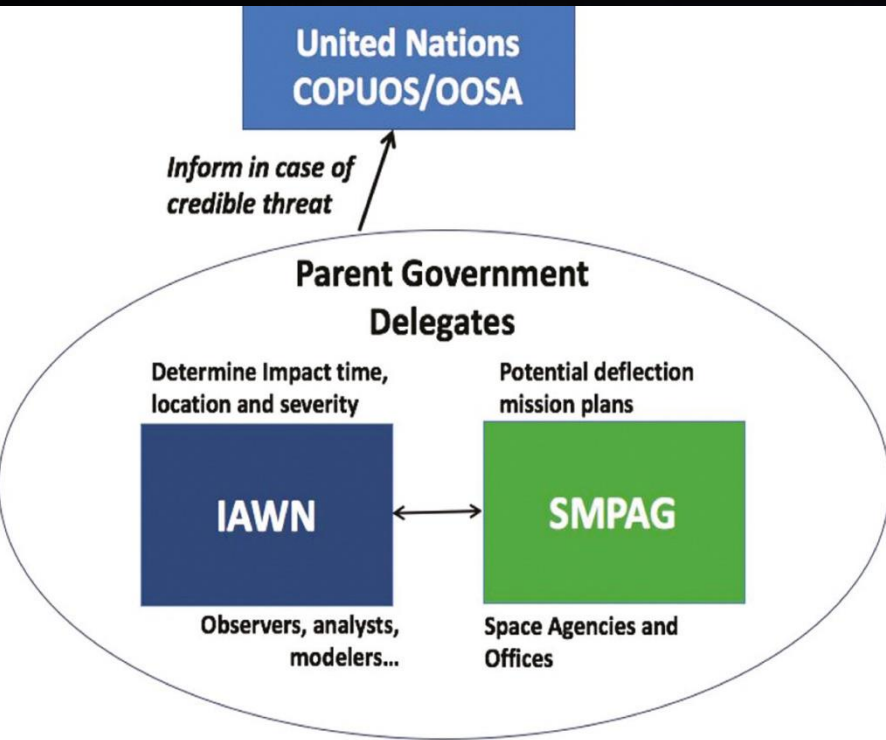 United Nations
COPUOS/OOSA
Inform in case of
credible threat
Parent Government
Delegates
Determine Impact time,
location and severity
Potential deflection
mission plans
IAWN
SMPAG
Observers, analysts,
modelers...
Space Agencies and
Offices